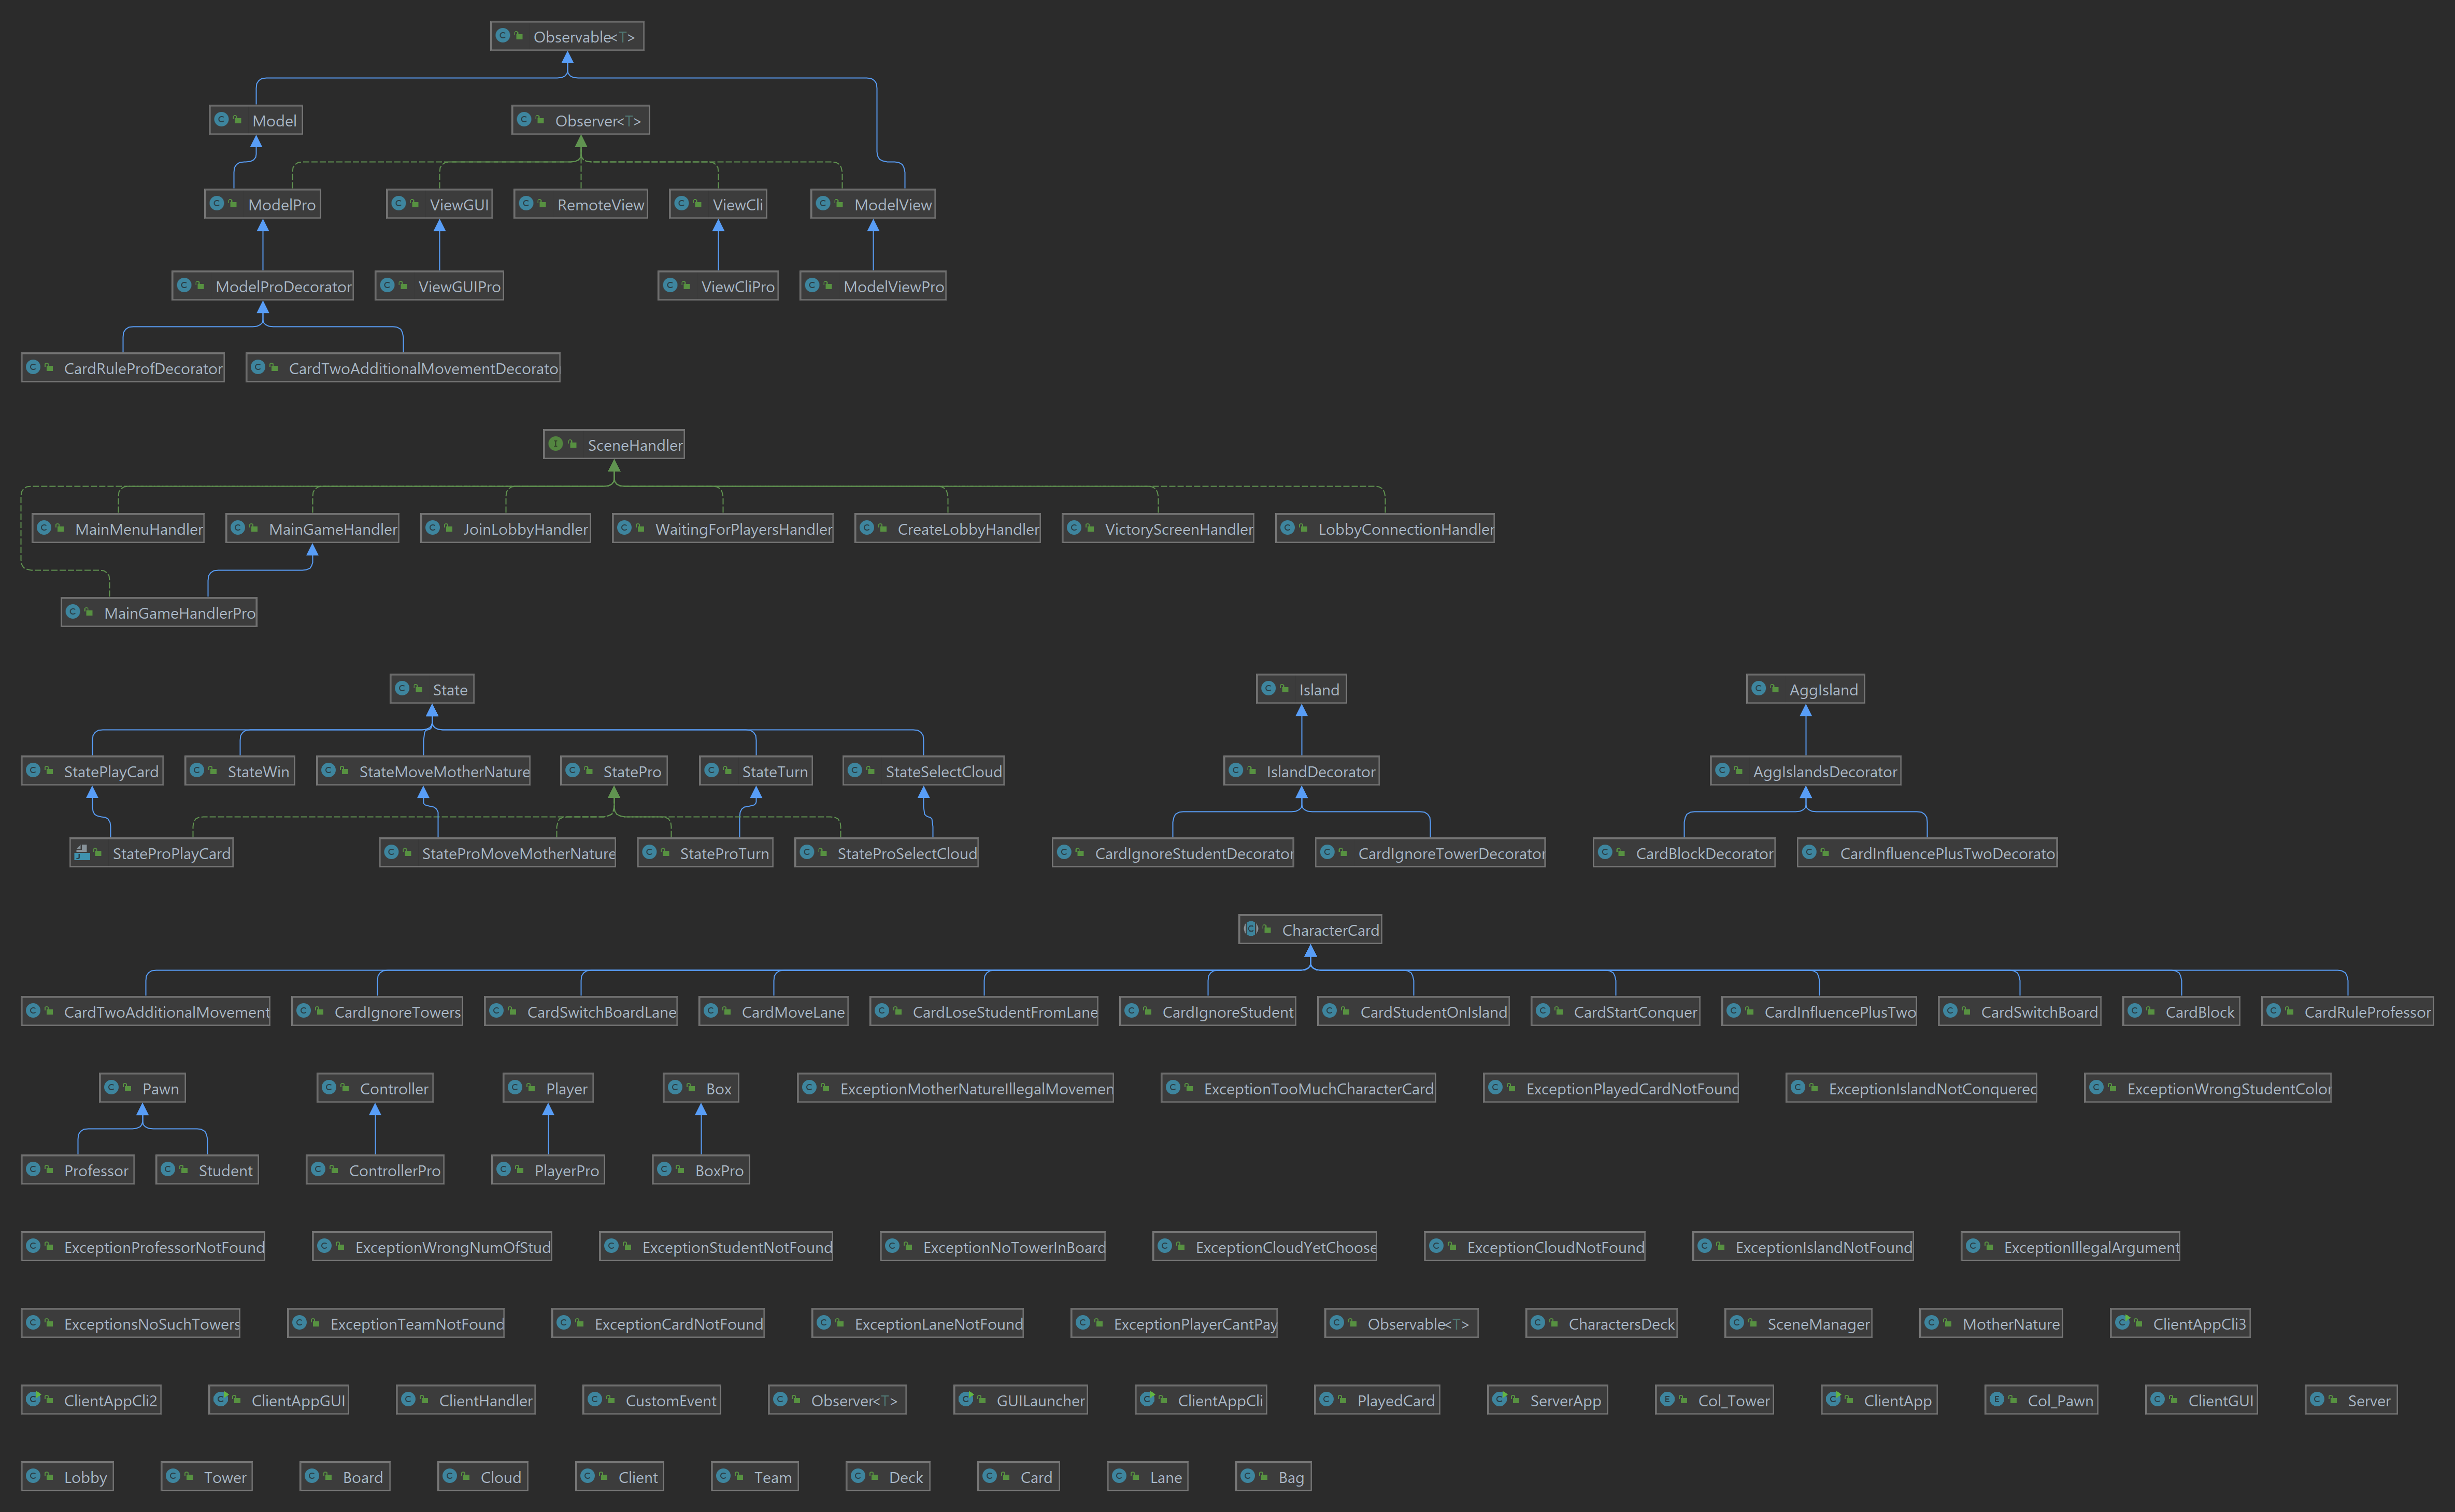 Observable<T>
Model
Observer<T>
ModelPro
ViewGUI
RemoteView
ViewCli
ModelView
ModelProDecorator
ViewGUIPro
ViewCliPro
ModelViewPro
CardRuleProfDecorator
CardTwoAdditionalMovementDecorato
SceneHandler
MainMenuHandler
MainGameHandler
JoinLobbyHandler
WaitingForPlayersHandler
CreateLobbyHandler
VictoryScreenHandler
LobbyConnectionHandler
MainGameHandlerPro
State
Island
AggIsland
StatePlayCard
StateWin
StateMoveMotherNature
StatePro
StateTurn
StateSelectCloud
IslandDecorator
AggIslandsDecorator
StateProPlayCard
StateProMoveMotherNature
StateProTurn
StateProSelectCloud
CardIgnoreStudentDecorator
CardIgnoreTowerDecorator
CardBlockDecorator
CardInfluencePlusTwoDecorato
CharacterCard
CardTwoAdditionalMovement
CardIgnoreTowers
CardSwitchBoardLane
CardMoveLane
CardLoseStudentFromLane
CardIgnoreStudent
CardStudentOnIsland
CardStartConquer
CardInfluencePlusTwo
CardSwitchBoard
CardBlock
CardRuleProfessor
Pawn
Controller
Player
Box
ExceptionMotherNatureIllegalMovemen
ExceptionTooMuchCharacterCard
ExceptionPlayedCardNotFound
ExceptionIslandNotConquered
ExceptionWrongStudentColor
Professor
Student
ControllerPro
PlayerPro
BoxPro
ExceptionProfessorNotFound
ExceptionWrongNumOfStud
ExceptionStudentNotFound
ExceptionNoTowerInBoard
ExceptionCloudYetChoose
ExceptionCloudNotFound
ExceptionIslandNotFound
ExceptionIllegalArgument
ExceptionsNoSuchTowers
ExceptionTeamNotFound
ExceptionCardNotFound
ExceptionLaneNotFound
ExceptionPlayerCantPay
Observable<T>
CharactersDeck
SceneManager
MotherNature
ClientAppCli3
ClientAppCli2
ClientAppGUI
ClientHandler
CustomEvent
Observer<T>
GUILauncher
ClientAppCli
PlayedCard
ServerApp
Col_Tower
ClientApp
Col_Pawn
ClientGUI
Server
Lobby
Tower
Board
Cloud
Client
Team
Deck
Card
Lane
Bag